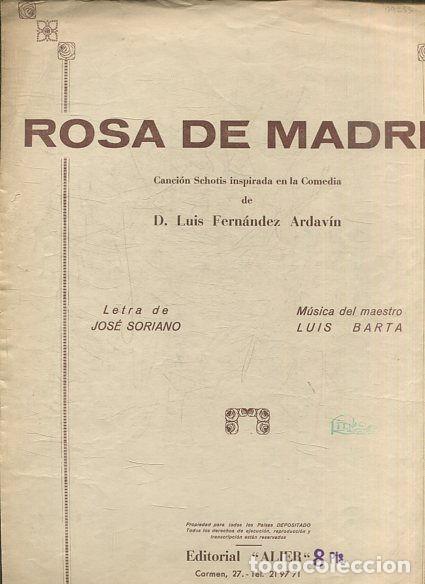 ROSA DE MADRI
Canción Schotis inspirada en la Comedia
de
D. Luis Fernández Ardavín
Letra de
JOSÉ SORIANO
Música del maestro
LUIS BARTA
Propiedad para todos los Países DEPOSITADO
Todos los derechos de ejecución, reproducción y
transcripción están reservados
Editorial "ALIER" 8 Pts
Carmen, 27.-Tel. 21 97 71
todocoleccion.net